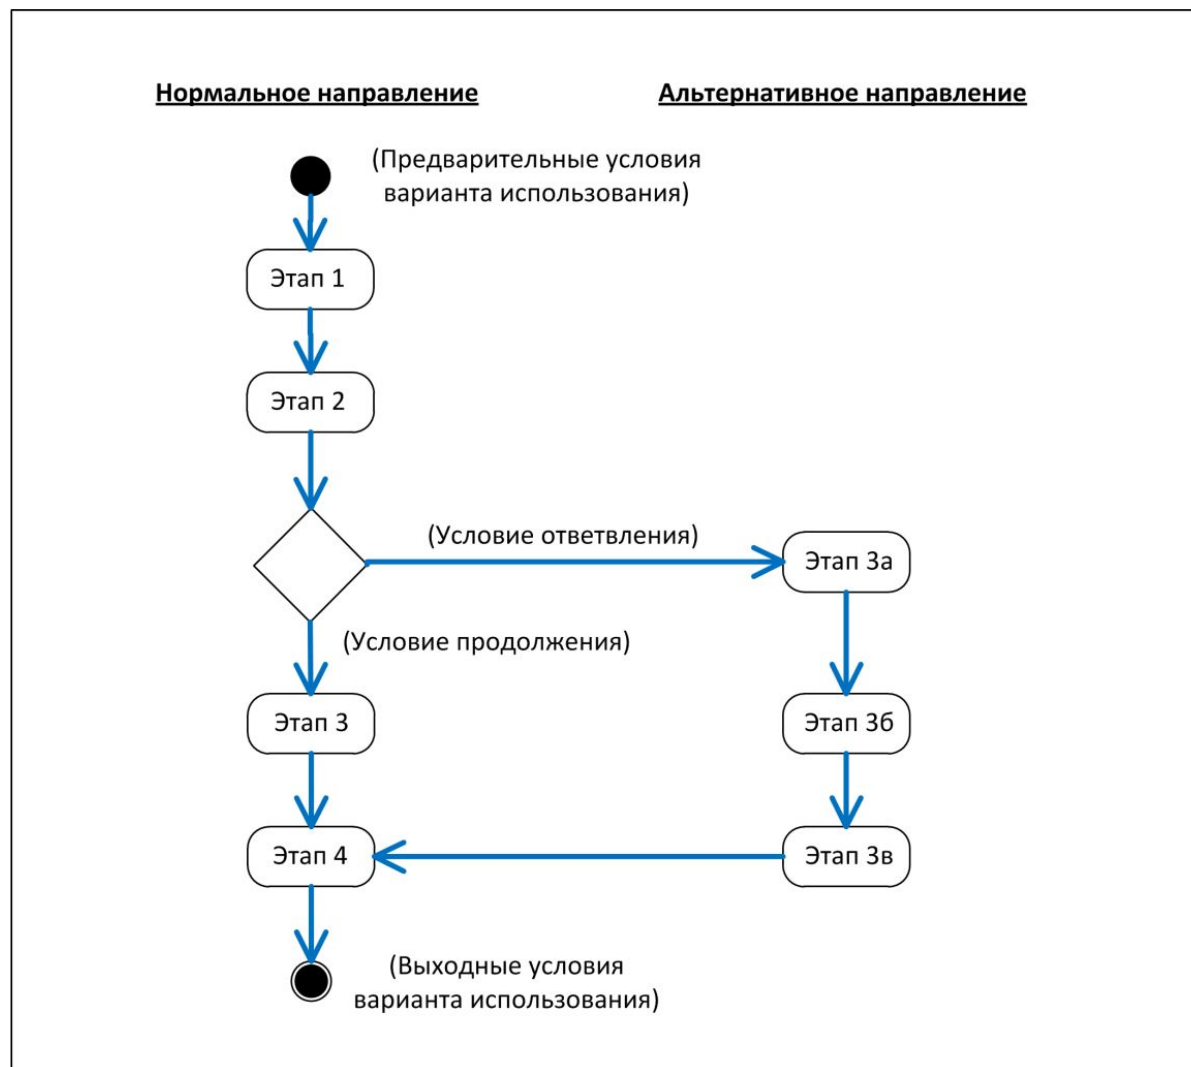 Нормальное направление
Альтернативное направление
(Предварительные условия
варианта использования)
Этап 1
Этап 2
(Условие ответвления)
Этап 3а
(Условие продолжения)
Этап 3
Этап 3б
Этап 4
Этап 3в
(Выходные условия
варианта использования)